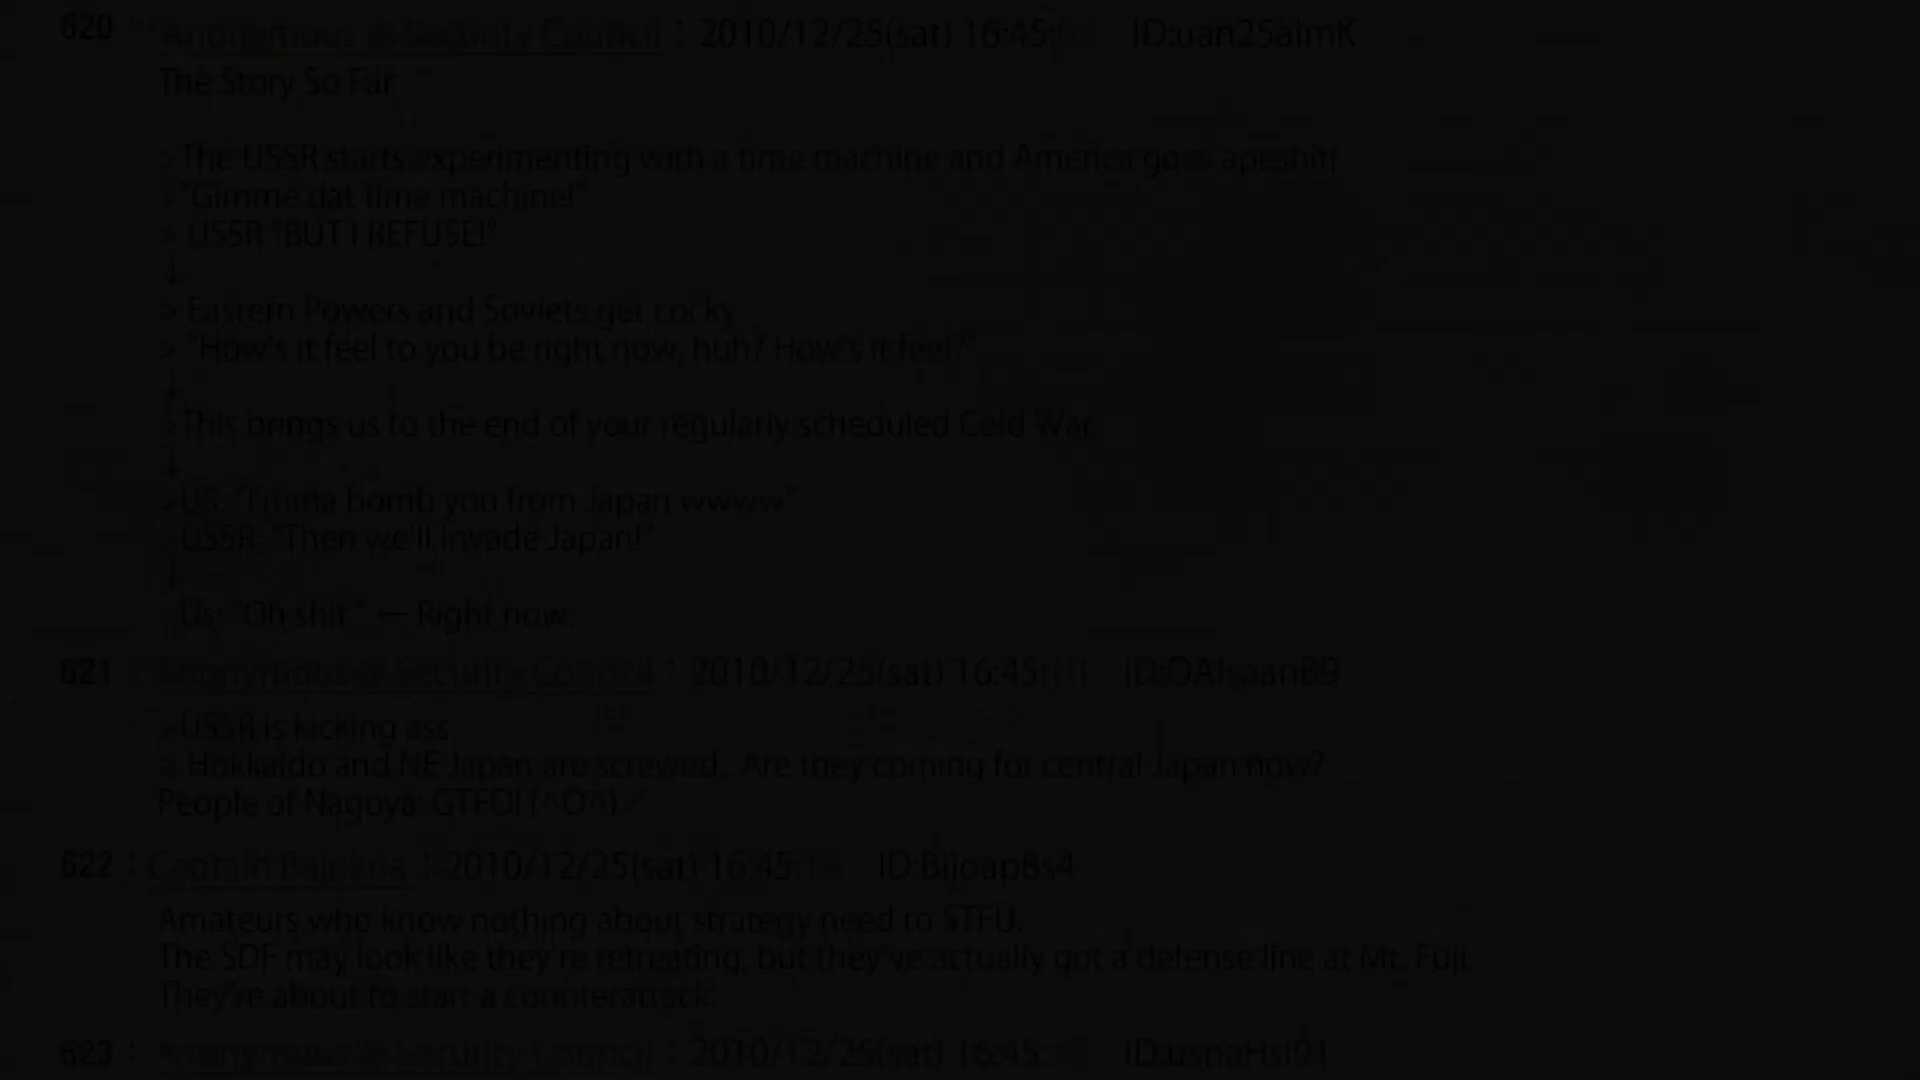 620 : Anonymous @ Security Council : 2010/12/25(sat) 16:45: ID:uan25aimK
The Story So Far
>The USSR starts experimenting with a time machine and America goes apeshit!
> "Gimme dat time machine!"
> USSR "BUT I REFUSE!"
↓
> Eastern Powers and Soviets get cocky
> "How's it feel to you be right now, huh? How's it feel?"
↓
>This brings us to the end of your regularly scheduled Cold War.
↓
>US: "I'mma bomb you from Japan wwww"
>USSR: "Then we'll invade Japan!"
↓
>Us: "Oh shit." ← Right now.
621 : Anonymous @ Security Council : 2010/12/25(sat) 16:45: ID:OAIsaanB9
>USSR is kicking ass
> Hokkaido and NE Japan are screwed. Are they coming for central Japan now?
People of Nagoya: GTFO! (^O^)
622 : Captain : 2010/12/25(sat) 16:45: ID:Bijoap8s4
Amateurs who know nothing about strategy need to STFU.
The SDF may look like they're retreating, but they've actually got a defense line at Mt. Fuji.
They're about to start a counterattack.
623 : Anonymous @ Security Council : 2010/12/25(sat) 16:45: ID:usnaHsI91